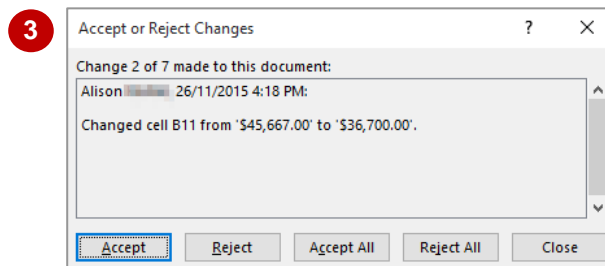 3
Accept or Reject Changes ? ×
Change 2 of 7 made to this document:
Alison 26/11/2015 4:18 PM:
Changed cell B11 from '$45,667.00' to '$36,700.00'.
Accept Reject Accept All Reject All Close